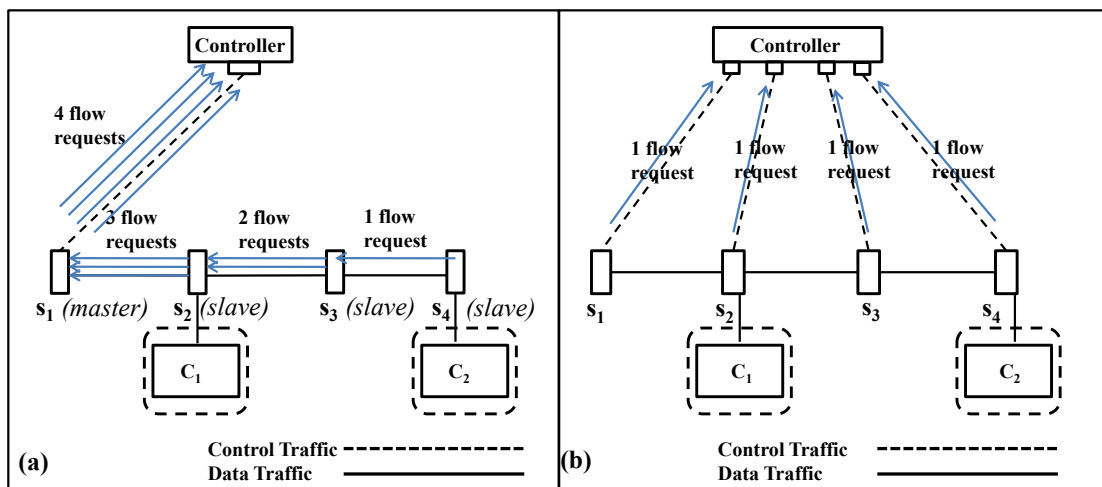 Controller
4 flow
requests
3 flow
requests
2 flow
requests
1 flow
request
s1 (master)
s2 (slave)
s3 (slave)
s4 (slave)
C1
C2
Control Traffic
Data Traffic
(a)
Controller
1 flow
request
1 flow
request
1 flow
request
1 flow
request
s1
s2
s3
s4
C1
C2
Control Traffic
Data Traffic
(b)